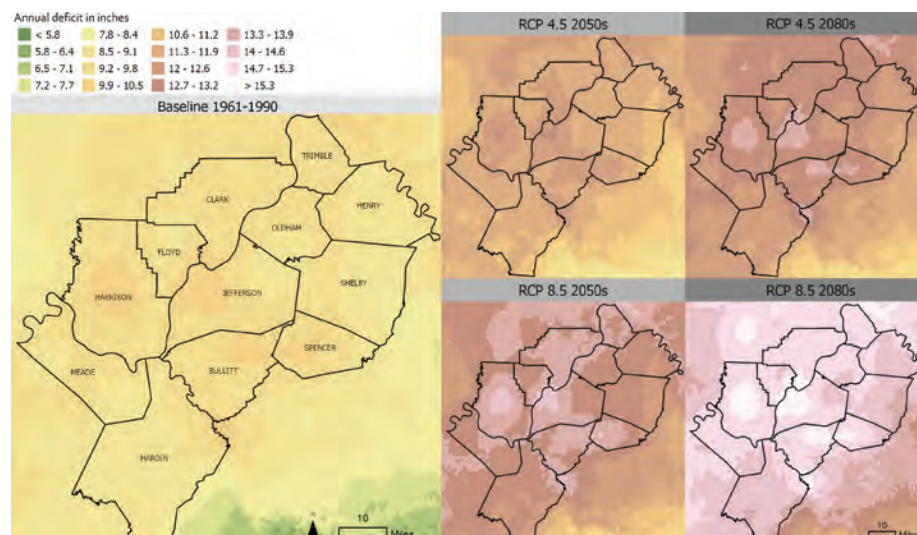 Annual deficit in inches
< 5.8 7.8 - 8.4 10.6 - 11.2 13.3 - 13.9
5.8 - 6.4 8.5 - 9.1 11.3 - 11.9 14 - 14.6
6.5 - 7.1 9.2 - 9.8 12 - 12.6 14.7 - 15.3
7.2 - 7.7 9.9 - 10.5 12.7 - 13.2 > 15.3
Baseline 1961-1990
TRIMBLE
CLARK
HENRY
OLDHAM
FLOYD
SHELBY
HARRISON
JEFFERSON
SPENCER
MEADE
BULLITT
HARDIN
10
Miles
RCP 4.5 2050s
RCP 4.5 2080s
RCP 8.5 2050s
RCP 8.5 2080s
10